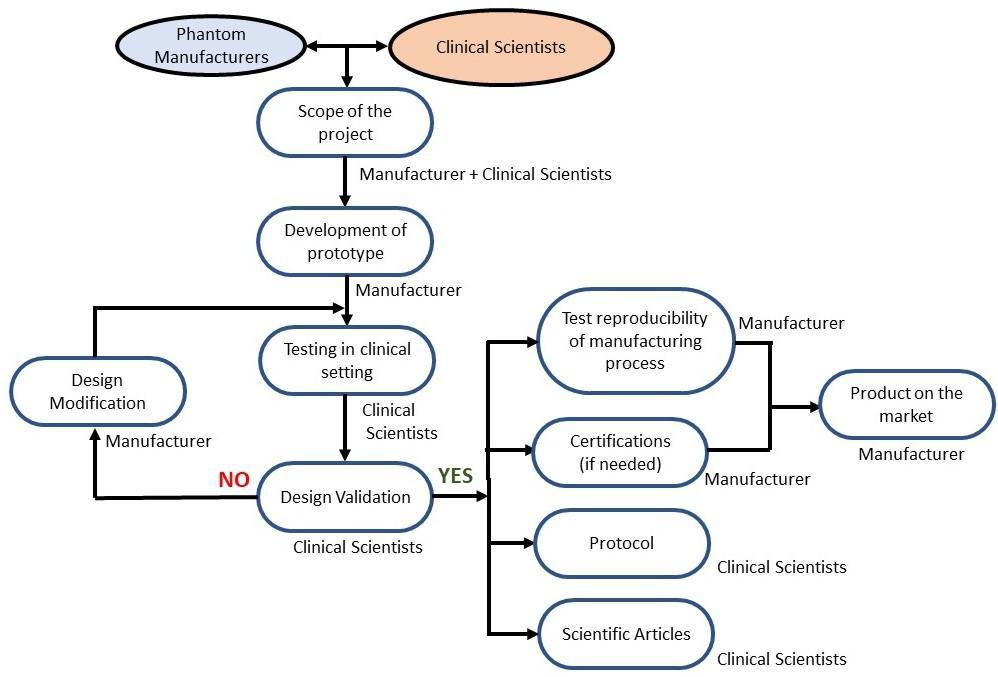 Phantom
Manufacturers
Clinical Scientists
Scope of the
project
Manufacturer + Clinical Scientists
Development of
prototype
Manufacturer
Testing in clinical
setting
Clinical
Scientists
Design
Modification
Manufacturer
NO
Design Validation
YES
Clinical Scientists
Test reproducibility
of manufacturing
process
Manufacturer
Certifications
(if needed)
Manufacturer
Product on the
market
Manufacturer
Protocol
Clinical Scientists
Scientific Articles
Clinical Scientists